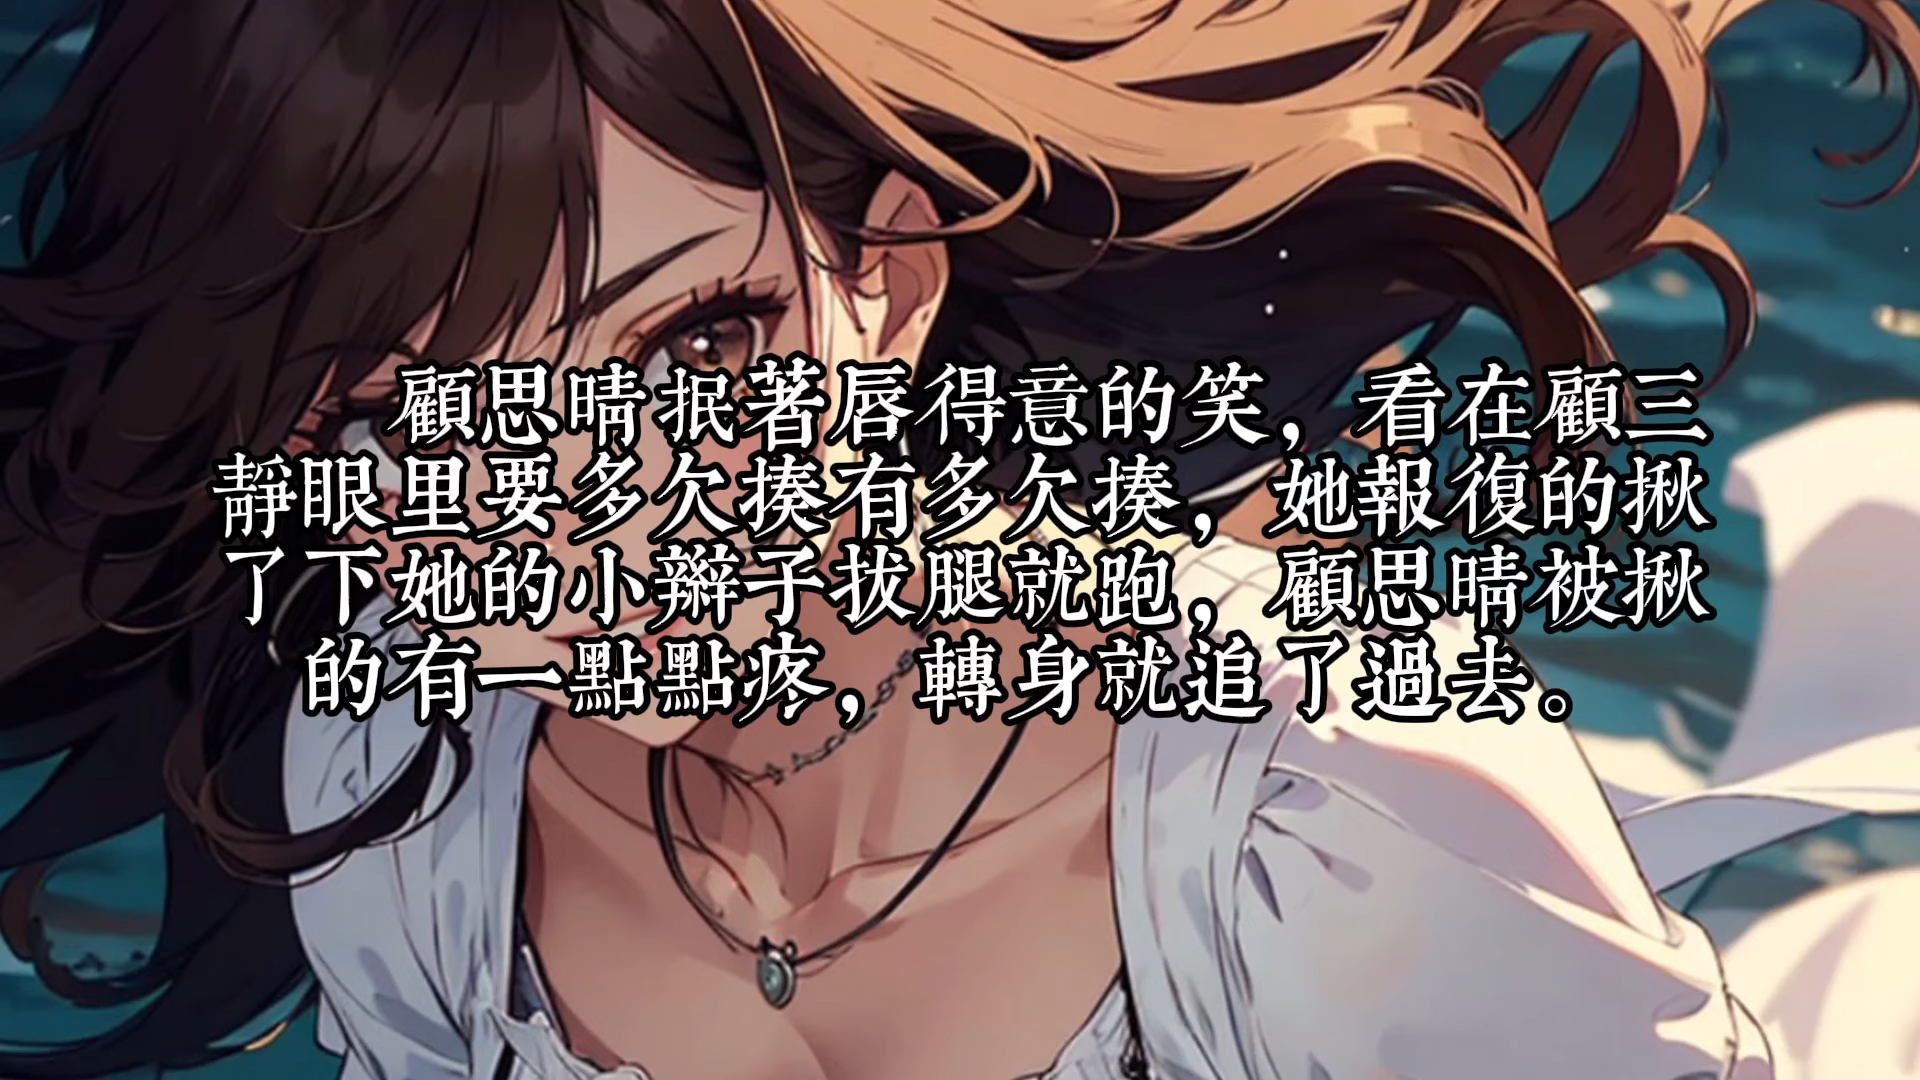 顧思晴抿著唇得意的笑，看在顧三
靜眼里要多欠揍有多欠揍，她報復的揪
了下她的小辮子拔腿就跑，顧思晴被揪
的有一點點疼，轉身就追了過去。